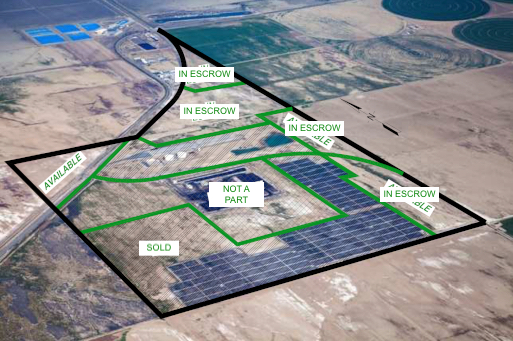 IN ESCROW
IN ESCROW
IN ESCROW
AVAILABLE
IN ESCROW
NOT A
PART
SOLD